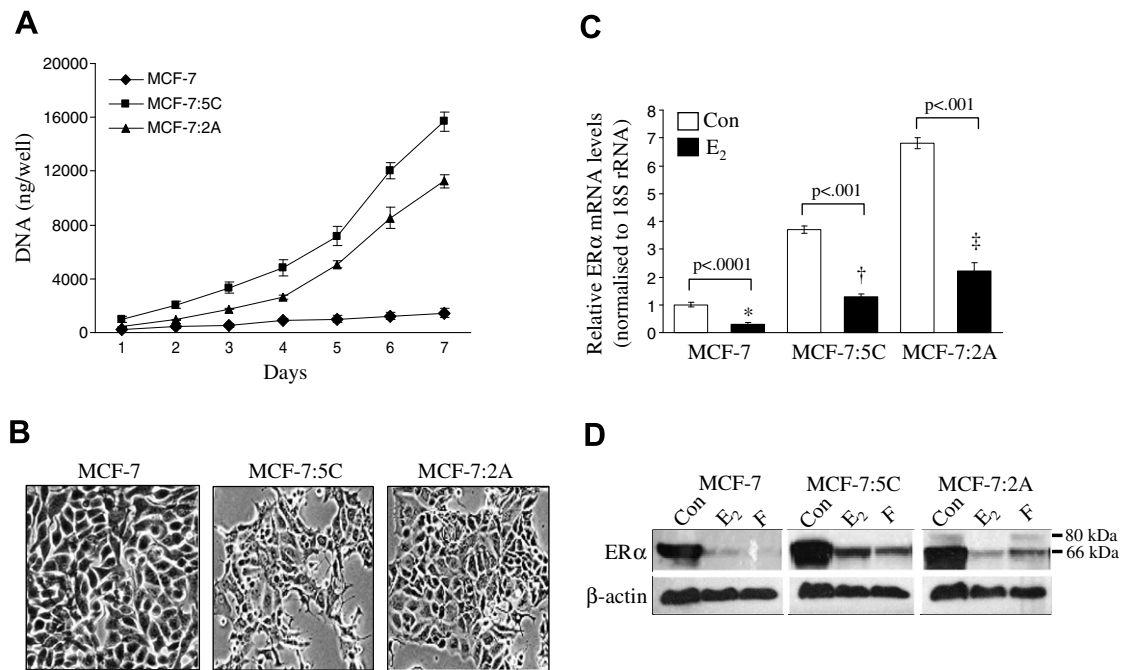 A
20000
16000
12000
8000
4000
0
DNA (ng/well)
MCF-7
MCF-7:5C
MCF-7:2A
1 2 3 4 5 6 7
Days
B
MCF-7 MCF-7:5C MCF-7:2A
C
Relative ERα mRNA levels
(normalised to 18S rRNA)
8
7
6
5
4
3
2
1
0
Con
E2
p<.0001
p<.001
p<.001
*
†
‡
MCF-7 MCF-7:5C MCF-7:2A
D
MCF-7 MCF-7:5C MCF-7:2A
Con E2 F Con E2 F Con E2 F
ERα
80 kDa
66 kDa
β-actin